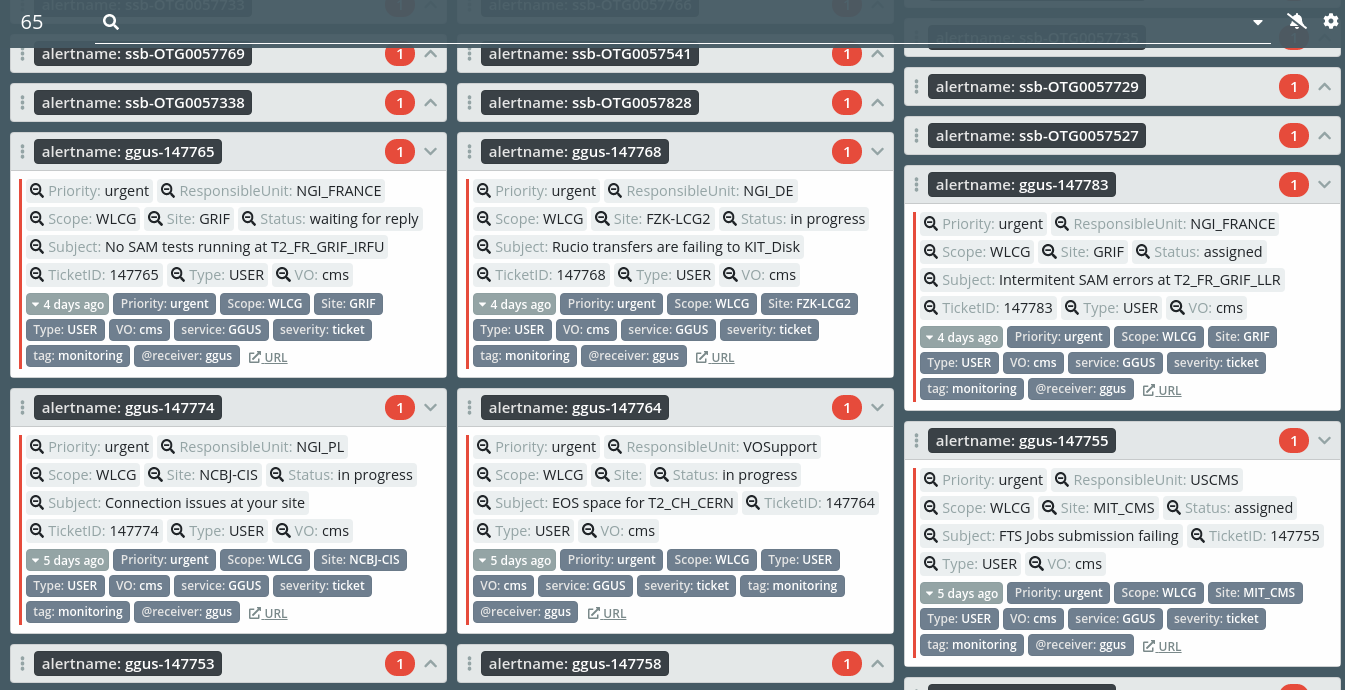 65
ssb-OTG0057733
ssb-OTG0057766
alertname: ssb-OTG0057769 1
alertname: ssb-OTG0057338 1
alertname: ggus-147765 1
Priority: urgent ResponsibleUnit: NGI_FRANCE
Scope: WLCG Site: GRIF Status: waiting for reply
Subject: No SAM tests running at T2_FR_GRIF_IRFU
TicketID: 147765 Type: USER VO: cms
4 days ago Priority: urgent Scope: WLCG Site: GRIF
Type: USER VO: cms service: GGUS severity: ticket
tag: monitoring @receiver: ggus URL
alertname: ggus-147774 1
Priority: urgent ResponsibleUnit: NGI_PL
Scope: WLCG Site: NCBJ-CIS Status: in progress
Subject: Connection issues at your site
TicketID: 147774 Type: USER VO: cms
5 days ago Priority: urgent Scope: WLCG Site: NCBJ-CIS
Type: USER VO: cms service: GGUS severity: ticket
tag: monitoring @receiver: ggus URL
alertname: ggus-147753 1
alertname: ssb-OTG0057541 1
alertname: ssb-OTG0057828 1
alertname: ggus-147768 1
Priority: urgent ResponsibleUnit: NGI_DE
Scope: WLCG Site: FZK-LCG2 Status: in progress
Subject: Rucio transfers are failing to KIT_Disk
TicketID: 147768 Type: USER VO: cms
4 days ago Priority: urgent Scope: WLCG Site: FZK-LCG2
Type: USER VO: cms service: GGUS severity: ticket
tag: monitoring @receiver: ggus URL
alertname: ggus-147764 1
Priority: urgent ResponsibleUnit: VOSupport
Scope: WLCG Site: Status: in progress
Subject: EOS space for T2_CH_CERN TicketID: 147764
Type: USER VO: cms
5 days ago Priority: urgent Scope: WLCG Type: USER
VO: cms service: GGUS severity: ticket tag: monitoring
@receiver: ggus URL
alertname: ggus-147758 1
alertname: ssb-OTG0057735 1
alertname: ssb-OTG0057729 1
alertname: ssb-OTG0057527 1
alertname: ggus-147783 1
Priority: urgent ResponsibleUnit: NGI_FRANCE
Scope: WLCG Site: GRIF Status: assigned
Subject: Intermitent SAM errors at T2_FR_GRIF_LLR
TicketID: 147783 Type: USER VO: cms
4 days ago Priority: urgent Scope: WLCG Site: GRIF
Type: USER VO: cms service: GGUS severity: ticket
tag: monitoring @receiver: ggus URL
alertname: ggus-147755 1
Priority: urgent ResponsibleUnit: USCMS
Scope: WLCG Site: MIT_CMS Status: assigned
Subject: FTS Jobs submission failing TicketID: 147755
Type: USER VO: cms
5 days ago Priority: urgent Scope: WLCG Site: MIT_CMS
Type: USER VO: cms service: GGUS severity: ticket
tag: monitoring @receiver: ggus URL